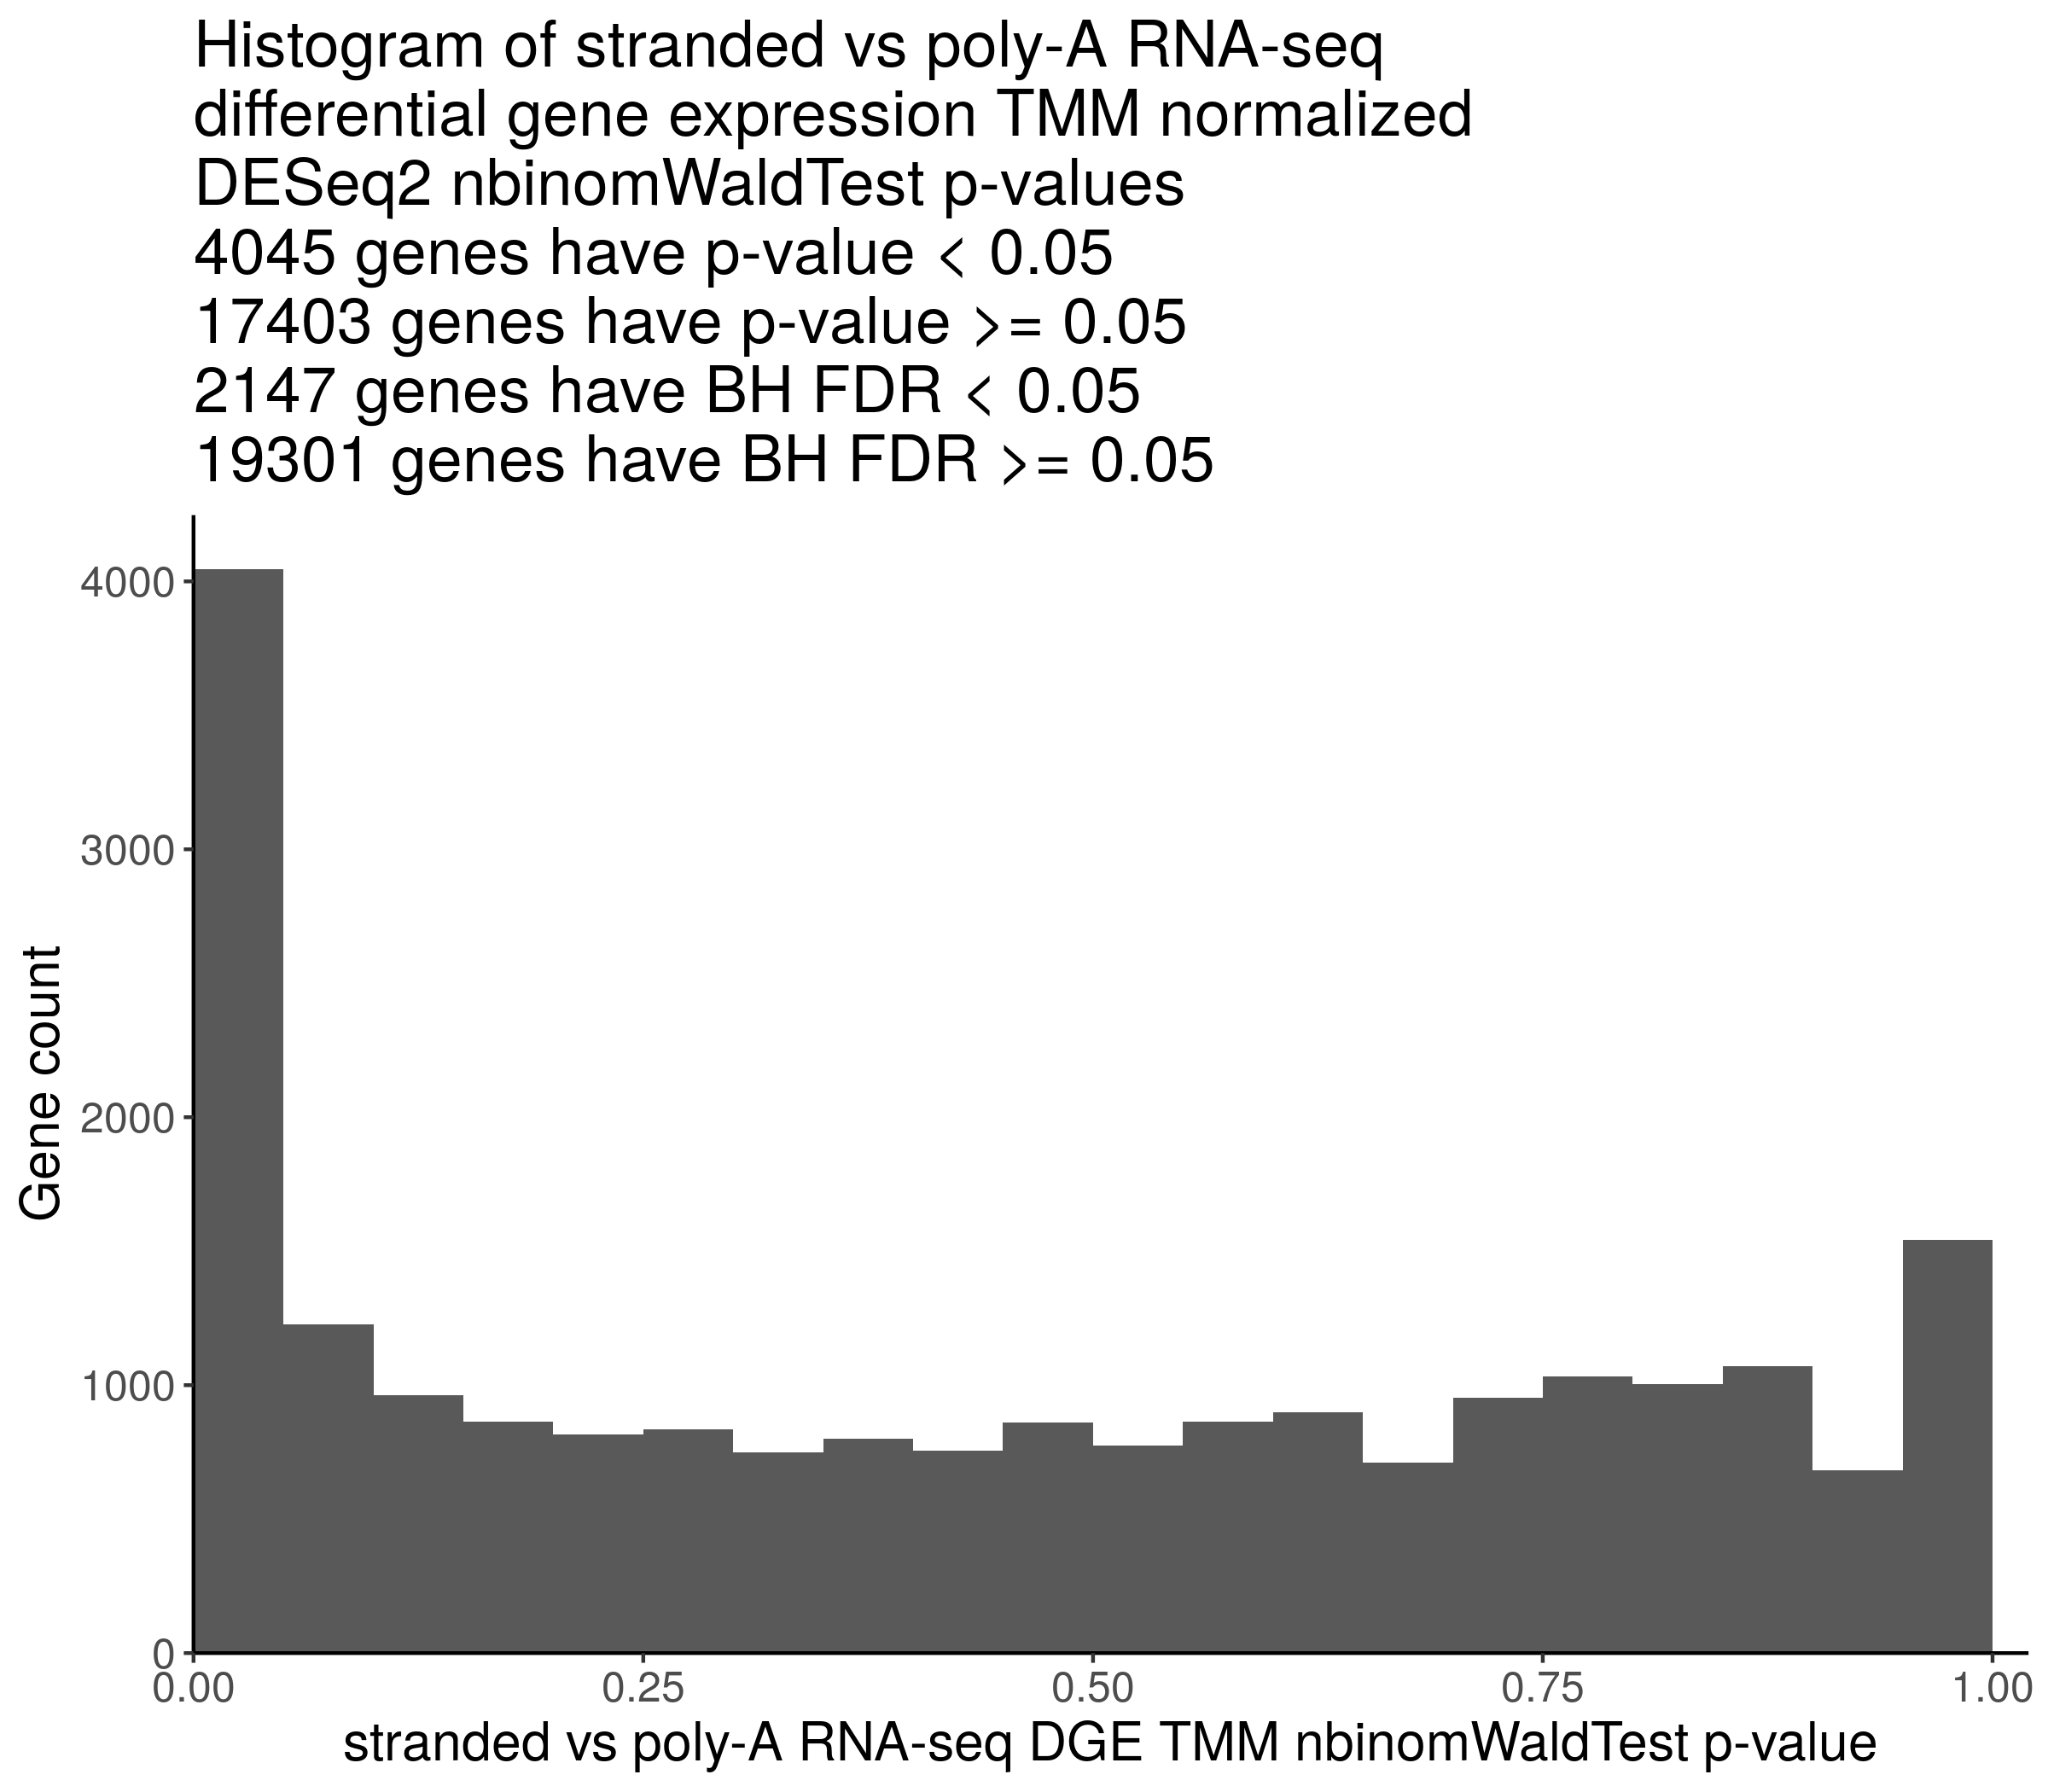 Histogram of stranded vs poly-A RNA-seq
differential gene expression TMM normalized
DESeq2 nbinomWaldTest p-values
4045 genes have p-value < 0.05
17403 genes have p-value >= 0.05
2147 genes have BH FDR < 0.05
19301 genes have BH FDR >= 0.05
4000
3000
2000
1000
0
Gene count
0.00 0.25 0.50 0.75 1.00
stranded vs poly-A RNA-seq DGE TMM nbinomWaldTest p-value